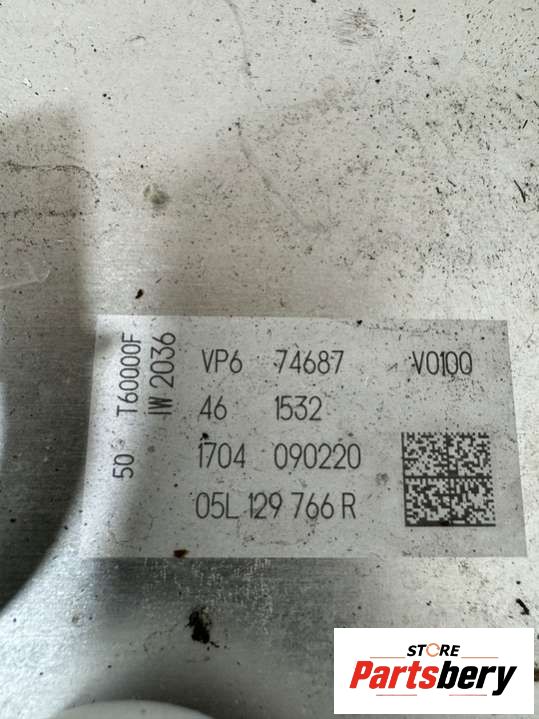 50 T60000F
IW 2036
VP6 74687 V0100
46 1532
1704 090220
05L 129 766 R
STORE
Partsbery